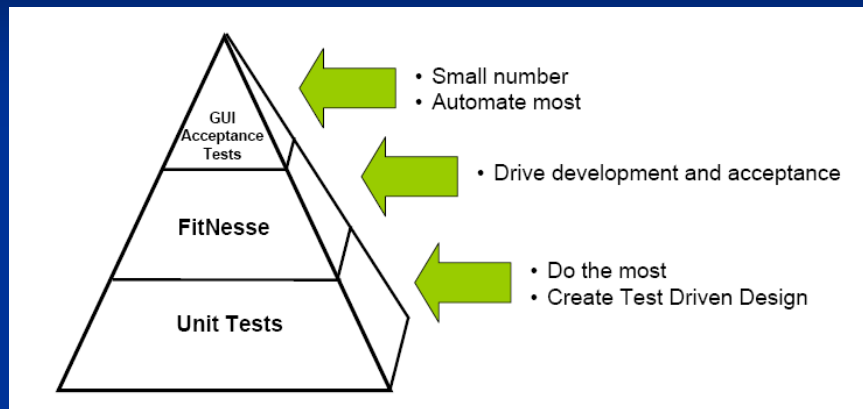 GUI
Acceptance
Tests
• Small number
• Automate most
FitNesse
• Drive development and acceptance
Unit Tests
• Do the most
• Create Test Driven Design